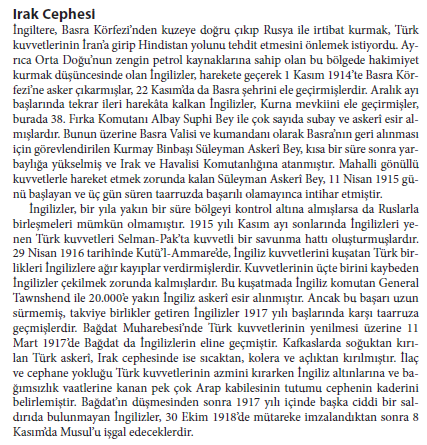 Irak Cephesi
İngiltere, Basra Körfezi’nden kuzeye doğru çıkıp Rusya ile irtibat kurmak, Türk
kuvvetlerinin İran’a girip Hindistan yolunu tehdit etmesini önlemek istiyordu. Ay-
rıca Orta Doğu’nun zengin petrol kaynaklarına sahip olan bu bölgede hakimiyet
kurmak düşüncesinde olan İngilizler, harekete geçerek 1 Kasım 1914’te Basra Kör-
fezi’ne asker çıkarmışlar, 22 Kasım’da da Basra şehrini ele geçirmişlerdir. Aralık ayı
başlarında tekrar ileri harekâta kalkan İngilizler, Kurna mevkiini ele geçirmişler,
burada 38. Fırka Komutanı Albay Suphi Bey ile çok sayıda subay ve askerî esir al-
mışlardır. Bunun üzerine Basra Valisi ve kumandanı olarak Basra’nın geri alınması
için görevlendirilen Kurmay Binbaşı Süleyman Askerî Bey, kısa bir süre sonra yar-
baylığa yükselmiş ve Irak ve Havalisi Komutanlığına atanmıştır. Mahalli gönüllü
kuvvetlerle hareket etmek zorunda kalan Süleyman Askerî Bey, 11 Nisan 1915 gü-
nü başlayan ve üç gün süren taarruzda başarılı olamayınca intihar etmiştir.
İngilizler, bir yıla yakın bir süre bölgeyi kontrol altına almışlarsa da Ruslarla
birleşmeleri mümkün olmamıştır. 1915 yılı Kasım ayı sonlarında İngilizleri ye-
nen Türk kuvvetleri Selman-Pak’ta kuvvetli bir savunma hattı oluşturmuşlardır.
29 Nisan 1916 tarihinde Kutü’l-Ammare’de, İngiliz kuvvetlerini kuşatan Türk bir-
likleri İngilizlere ağır kayıplar verdirmişlerdir. Kuvvetlerinin üçte birini kaybeden
İngilizler çekilmek zorunda kalmışlardır. Bu kuşatmada İngiliz komutan General
Tawnshend ile 20.000’e yakın İngiliz askerî esir alınmıştır. Ancak bu başarı uzun
sürmemiş, takviye birlikler getiren İngilizler 1917 yılı başlarında karşı taarruza
geçmişlerdir. Bağdat Muharebesi’nde Türk kuvvetlerinin yenilmesi üzerine 11
Mart 1917’de Bağdat da İngilizlerin eline geçmiştir. Kafkaslarda soğuktan kırı-
lan Türk askerî, Irak cephesinde ise sıcaktan, kolera ve açlıktan kırılmıştır. İlaç
ve cephane yokluğu Türk kuvvetlerinin azmini kırarken İngiliz altınlarına ve ba-
ğımsızlık vaatlerine kanan pek çok Arap kabilesinin tutumu cephenin kaderini
belirlemiştir. Bağdat’ın düşmesinden sonra 1917 yılı içinde başka ciddi bir sal-
dırıda bulunmayan İngilizler, 30 Ekim 1918’de mütareke imzalandıktan sonra 8
Kasım’da Musul’u işgal edeceklerdir.